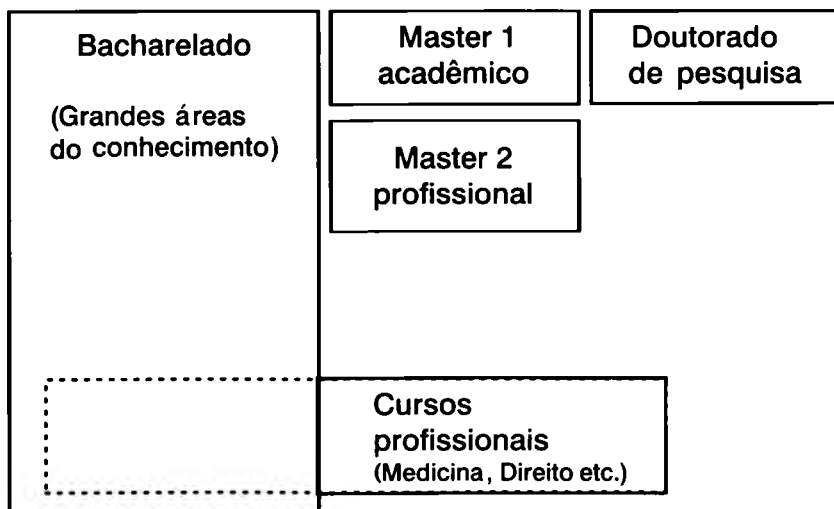 Bacharelado
(Grandes áreas
do conhecimento)
Master 1
acadêmico
Doutorado
de pesquisa
Master 2
profissional
Cursos
profissionais
(Medicina, Direito etc.)